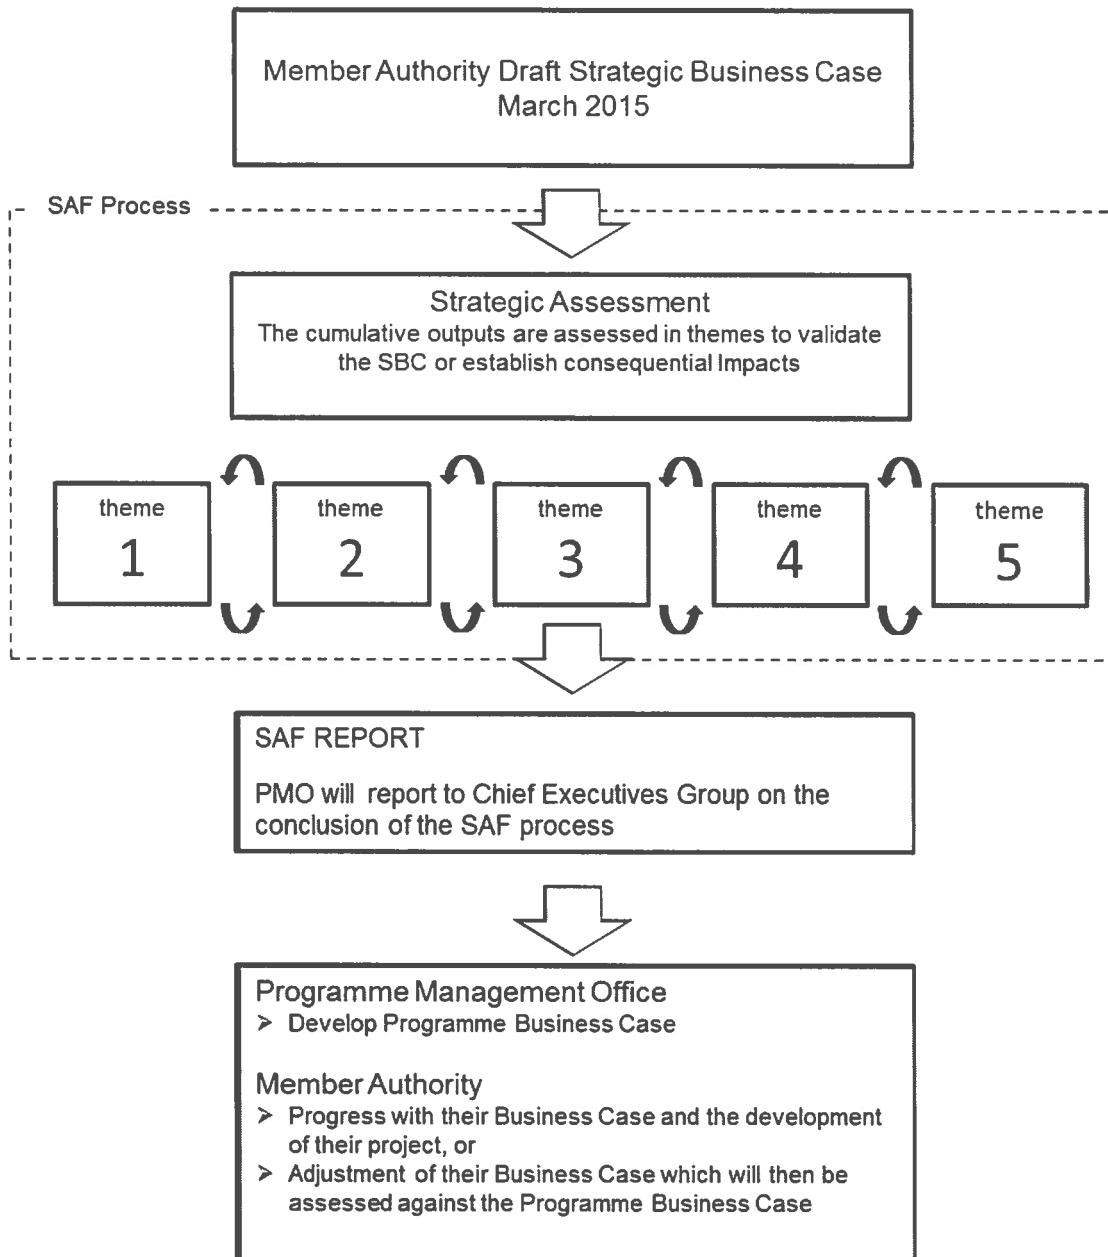 Member Authority Draft Strategic Business Case
March 2015
SAF Process
Strategic Assessment
The cumulative outputs are assessed in themes to validate
the SBC or establish consequential Impacts
theme
1
theme
2
theme
3
theme
4
theme
5
SAF REPORT
PMO will report to Chief Executives Group on the
conclusion of the SAF process
Programme Management Office
➢ Develop Programme Business Case
Member Authority
➢ Progress with their Business Case and the development
of their project, or
➢ Adjustment of their Business Case which will then be
assessed against the Programme Business Case